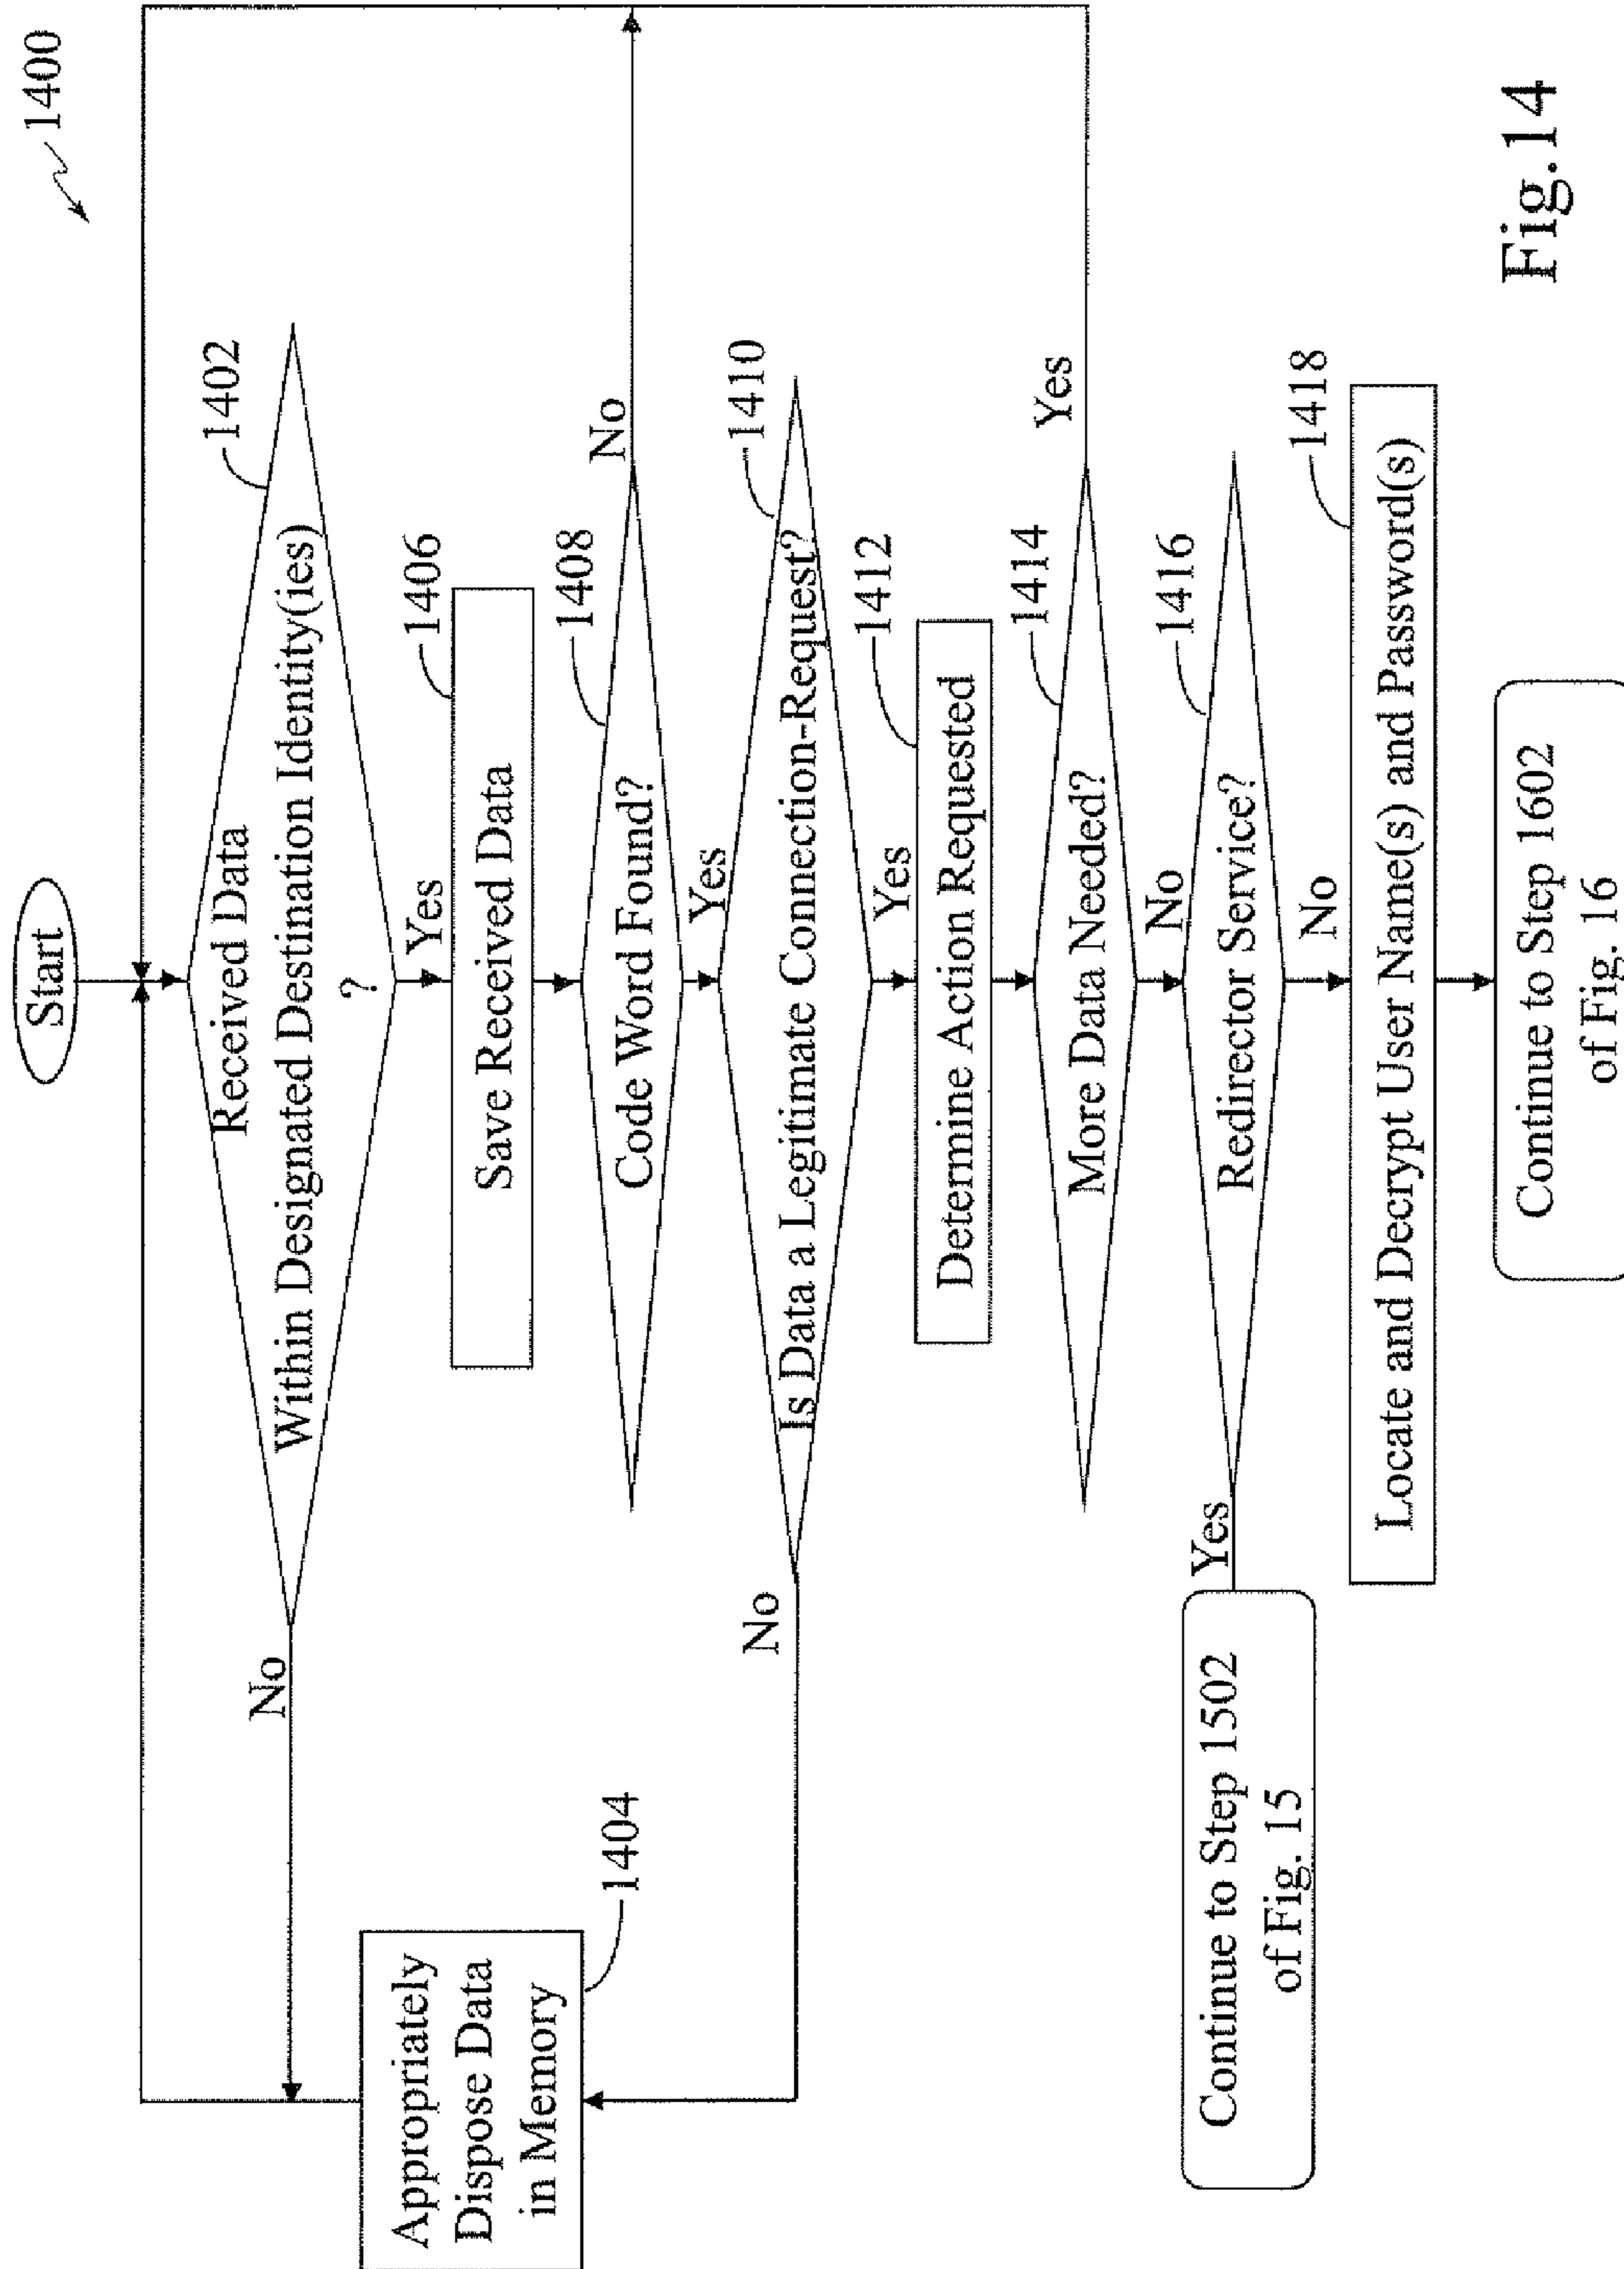 1400
Start
Received Data
Within Designated Destination Identity(ies)
?
1402
No
Yes
Appropriately
Dispose Data
in Memory
1404
Save Received Data
1406
Code Word Found?
1408
No
Yes
Is Data a Legitimate Connection-Request?
1410
No
Yes
Determine Action Requested
1412
More Data Needed?
1414
Yes
No
Redirector Service?
1416
Yes
Continue to Step 1502
of Fig. 15
No
Locate and Decrypt User Name(s) and Password(s)
1418
Continue to Step 1602
of Fig. 16
Fig.14